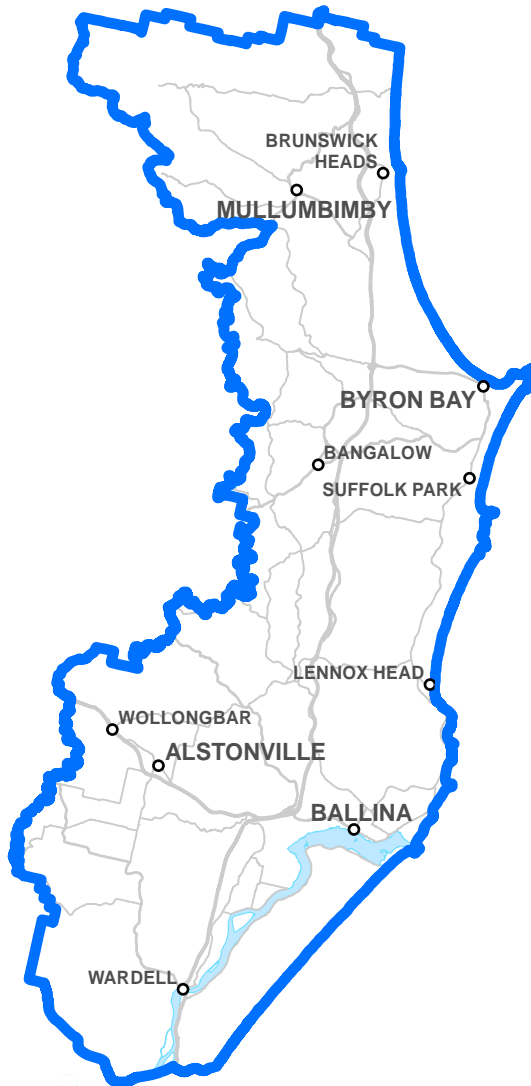 BRUNSWICK
HEADS
MULLUMBIMBY
BYRON BAY
BANGALOW
SUFFOLK PARK
LENNOX HEAD
WOLLONGBAR
ALSTONVILLE
BALLINA
WARDELL